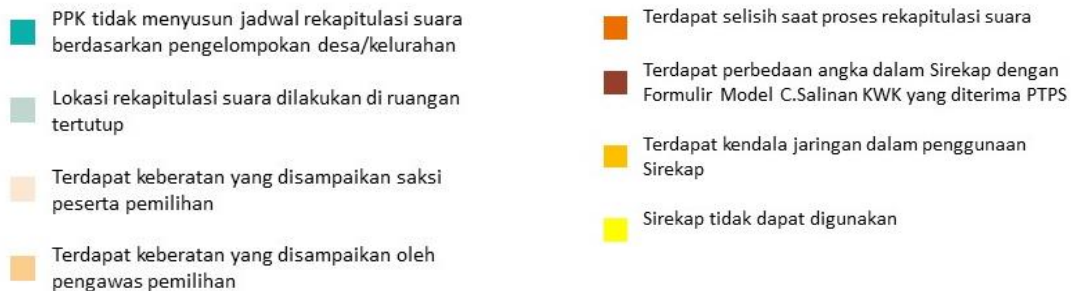 PPK tidak menyusun jadwal rekapitulasi suara
berdasarkan pengelompokan desa/kelurahan
Lokasi rekapitulasi suara dilakukan di ruangan
tertutup
Terdapat keberatan yang disampaikan saksi
peserta pemilihan
Terdapat keberatan yang disampaikan oleh
pengawas pemilihan
Terdapat selisih saat proses rekapitulasi suara
Terdapat perbedaan angka dalam Sirekap dengan
Formulir Model C.Salinan KWK yang diterima PTPS
Terdapat kendala jaringan dalam penggunaan
Sirekap
Sirekap tidak dapat digunakan